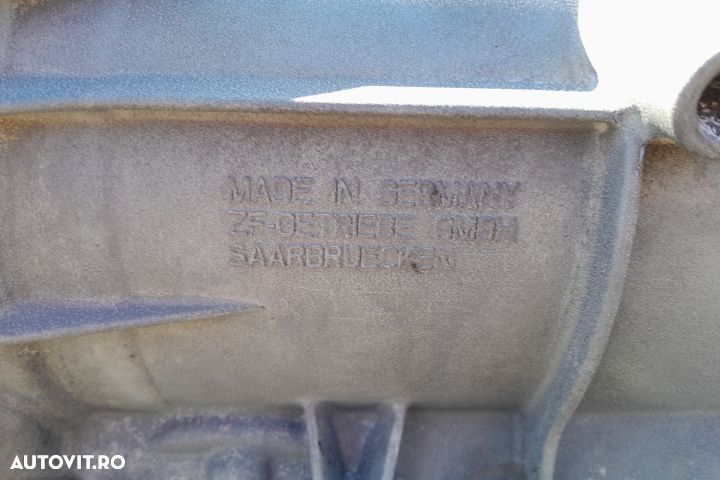 MADE IN GERMANY
ZF-GETRIEBE GMBH
SAARBRUECKEN
AUTOVIT.RO